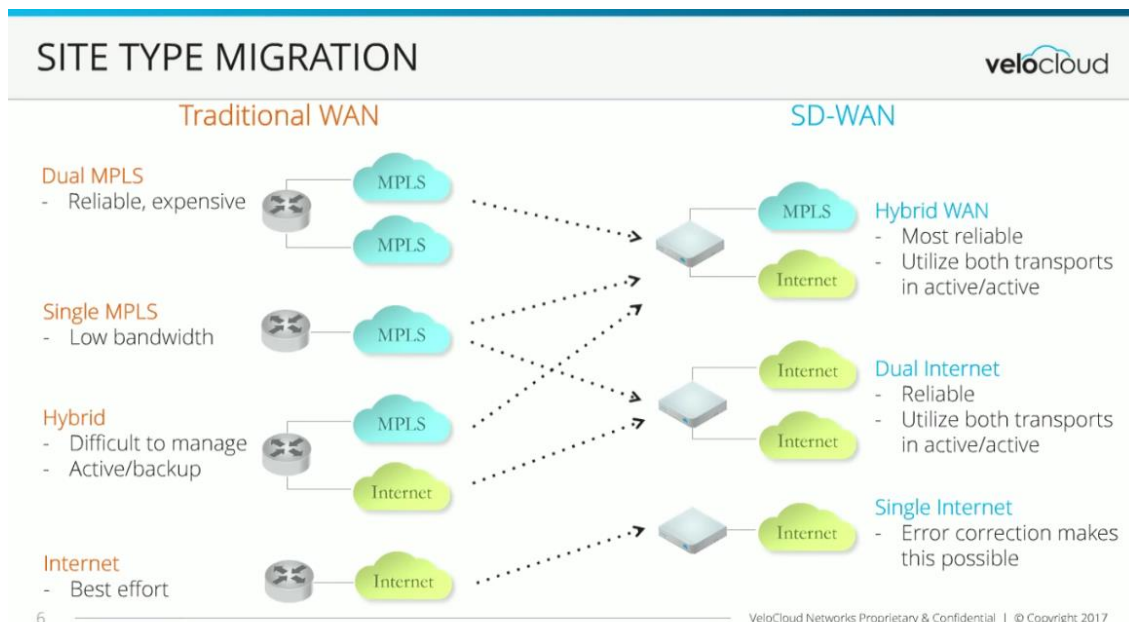 SITE TYPE MIGRATION
velocloud
Traditional WAN
SD-WAN
Dual MPLS
- Reliable, expensive
MPLS
MPLS
Single MPLS
- Low bandwidth
MPLS
Hybrid
- Difficult to manage
- Active/backup
MPLS
Internet
Internet
- Best effort
Internet
MPLS
Internet
Hybrid WAN
- Most reliable
- Utilize both transports
in active/active
Internet
Internet
Dual Internet
- Reliable
- Utilize both transports
in active/active
Internet
Single Internet
- Error correction makes
this possible
6
VeloCloud Networks Proprietary & Confidential | © Copyright 2017